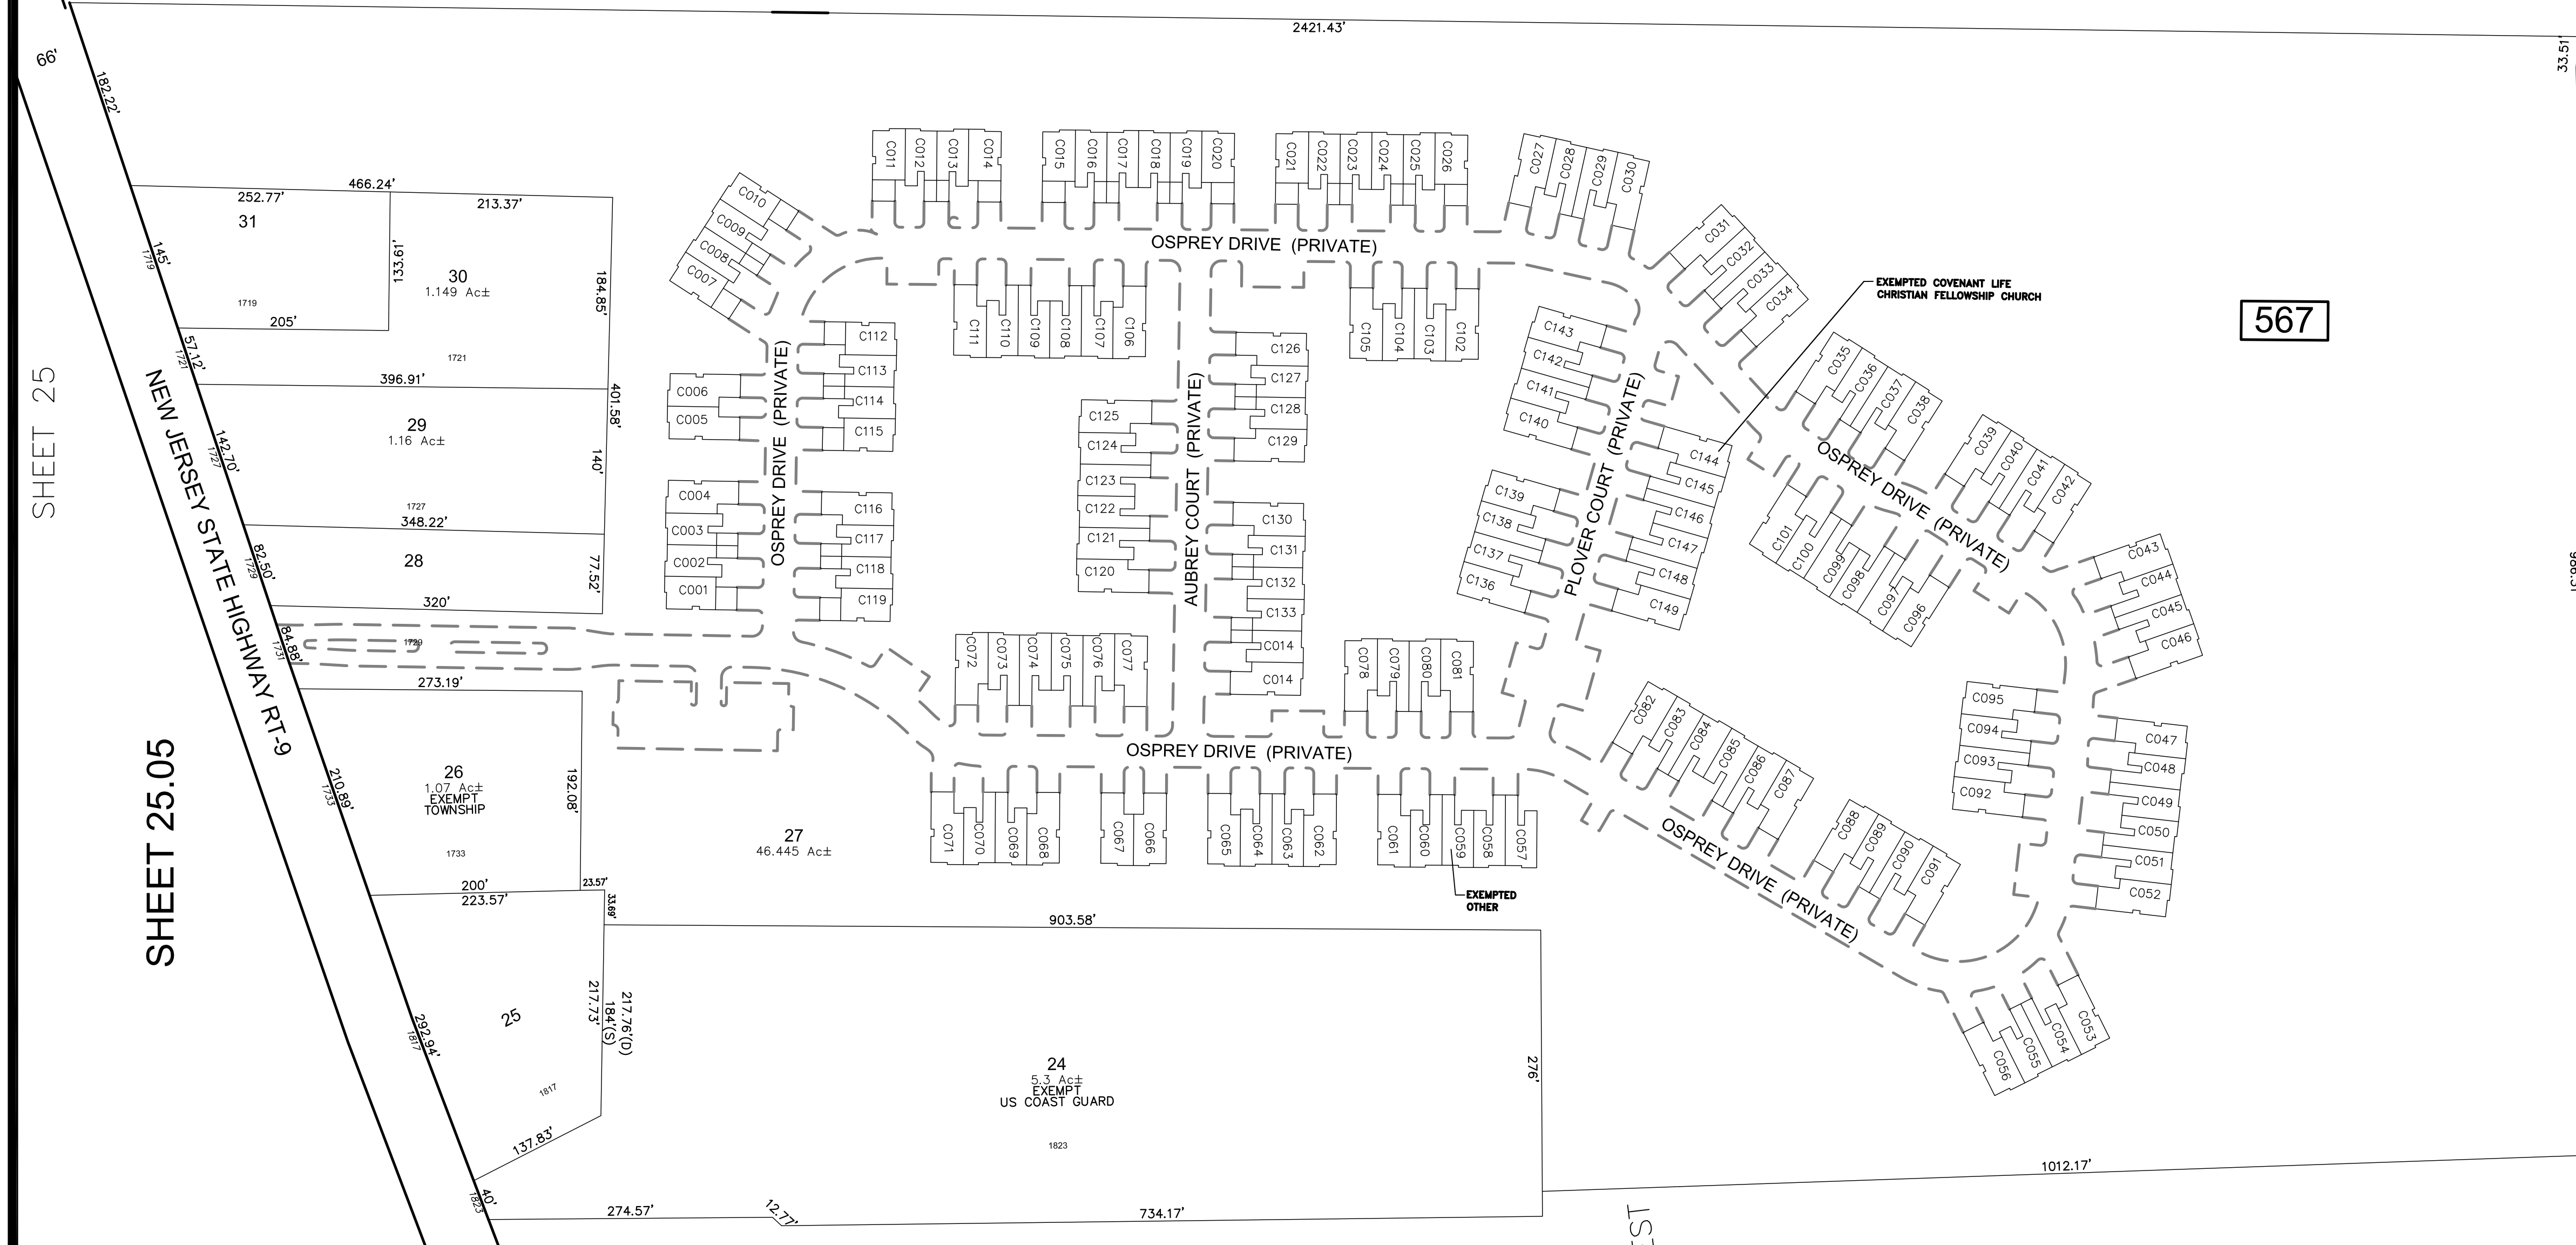 2421.43'
33.51'
66'
182.22'
466.24'
252.77'
213.37'
31
145'
1719
1719
133.61'
30
1.149 Ac±
184.85'
205'
57.12'
1721
1721
396.91'
401.58'
29
1.16 Ac±
142.70'
1727
1727
140'
348.22'
28
82.50'
1729
77.52'
320'
84.88'
1731
1729
NEW JERSEY STATE HIGHWAY RT-9
SHEET 25
SHEET 25.05
273.19'
26
1.07 Ac±
EXEMPT
TOWNSHIP
210.89'
1733
1733
192.08'
200'
23.57'
223.57'
33.69'
27
46.445 Ac±
903.58'
25
292.94'
1817
1817
217.73'
184'(S)
217.76'(D)
137.83'
40'
1823
24
5.3 Ac±
EXEMPT
US COAST GUARD
1823
276'
274.57'
12.77'
734.17'
1012.17'
567
EXEMPTED COVENANT LIFE
CHRISTIAN FELLOWSHIP CHURCH
EXEMPTED
OTHER
OSPREY DRIVE (PRIVATE)
OSPREY DRIVE (PRIVATE)
AUBREY COURT (PRIVATE)
PLOVER COURT (PRIVATE)
OSPREY DRIVE (PRIVATE)
OSPREY DRIVE (PRIVATE)
OSPREY DRIVE (PRIVATE)
C001
C002
C003
C004
C005
C006
C007
C008
C009
C010
C011
C012
C013
C014
C015
C016
C017
C018
C019
C020
C021
C022
C023
C024
C025
C026
C027
C028
C029
C030
C031
C032
C033
C034
C035
C036
C037
C038
C039
C040
C041
C042
C043
C044
C045
C046
C047
C048
C049
C050
C051
C052
C053
C054
C055
C056
C057
C058
C059
C060
C061
C062
C063
C064
C065
C066
C067
C068
C069
C070
C071
C072
C073
C074
C075
C076
C077
C078
C079
C080
C081
C082
C083
C084
C085
C086
C087
C088
C089
C090
C091
C092
C093
C094
C095
C096
C097
C098
C099
C100
C101
C102
C103
C104
C105
C106
C107
C108
C109
C110
C111
C112
C113
C114
C115
C116
C117
C118
C119
C120
C121
C122
C123
C124
C125
C126
C127
C128
C129
C130
C131
C132
C133
C014
C014
C136
C137
C138
C139
C140
C141
C142
C143
C144
C145
C146
C147
C148
C149